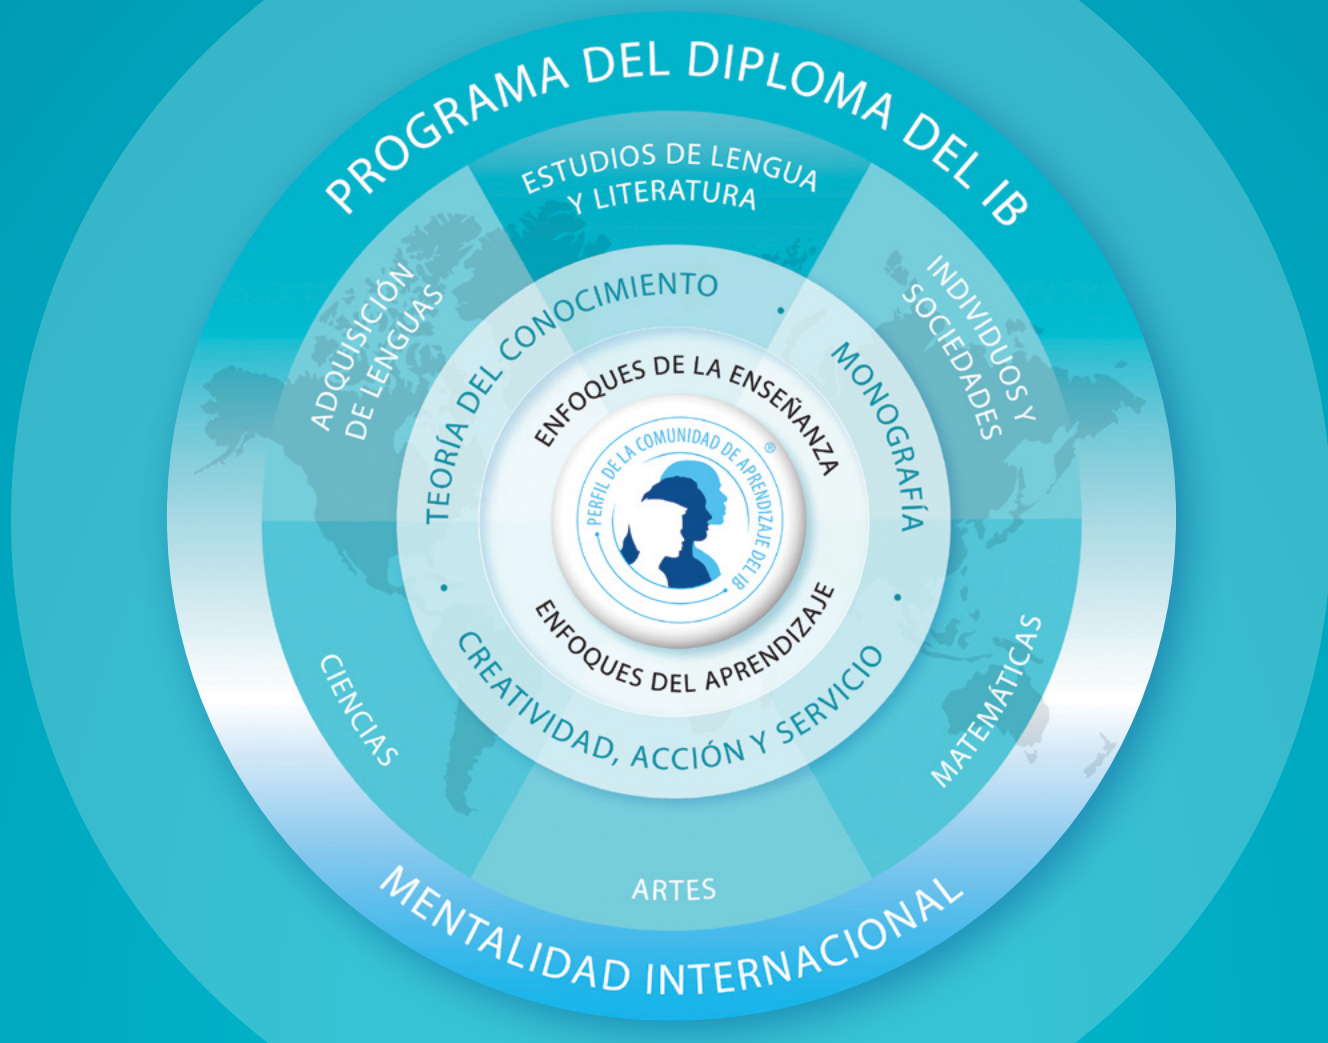 PROGRAMA DEL DIPLOMA DEL IB
ESTUDIOS DE LENGUA
Y LITERATURA
ADQUISICIÓN
DE LENGUAS
INDIVIDUOS Y
SOCIEDADES
TEORÍA DEL CONOCIMIENTO
·
MONOGRAFÍA
ENFOQUES DE LA ENSEÑANZA
PERFIL DE LA COMUNIDAD DE APRENDIZAJE DEL IB
®
ENFOQUES DEL APRENDIZAJE
·
CREATIVIDAD, ACCIÓN Y SERVICIO
·
CIENCIAS
MATEMÁTICAS
ARTES
MENTALIDAD INTERNACIONAL